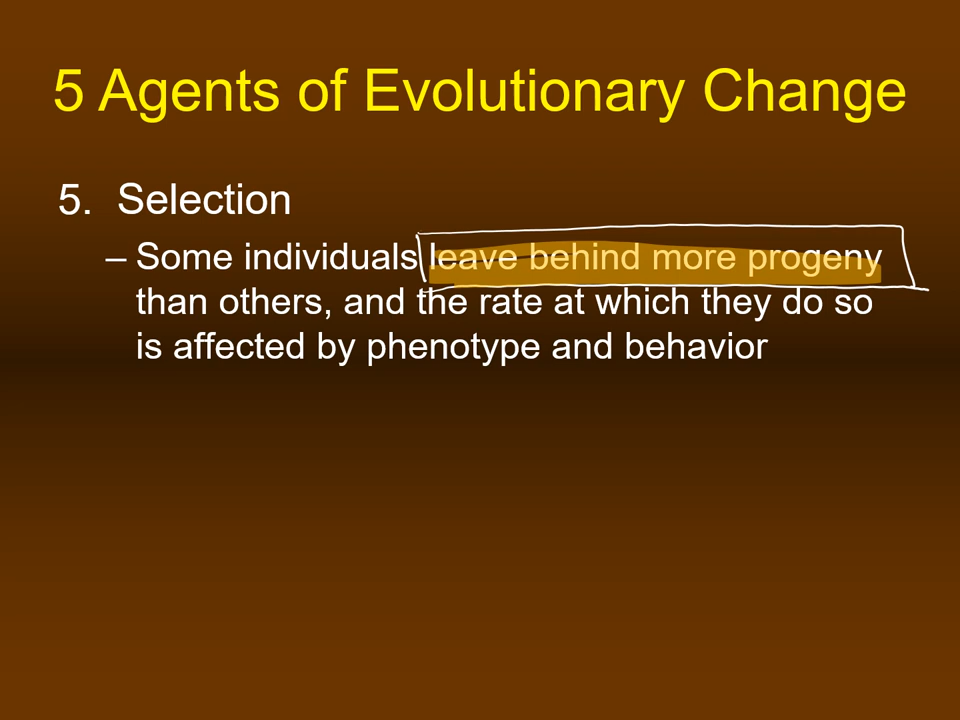 5 Agents of Evolutionary Change
5. Selection
– Some individuals leave behind more progeny
than others, and the rate at which they do so
is affected by phenotype and behavior